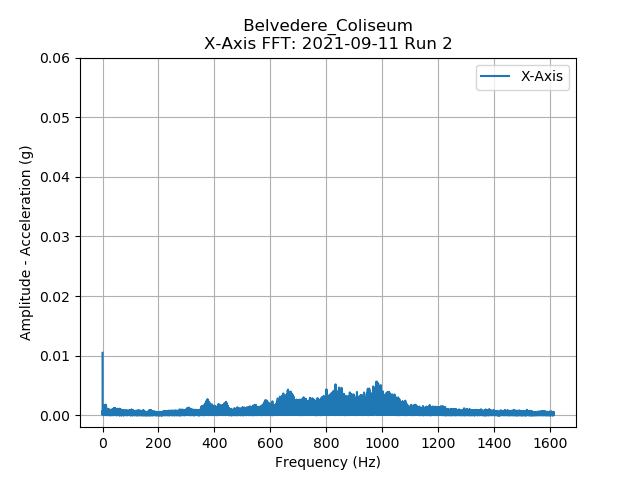 Belvedere_Coliseum
X-Axis FFT: 2021-09-11 Run 2
X-Axis
0.06
0.05
0.04
0.03
0.02
0.01
0.00
Amplitude - Acceleration (g)
0 200 400 600 800 1000 1200 1400 1600
Frequency (Hz)